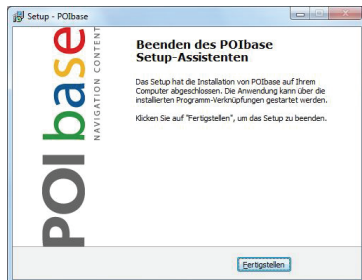 Setup - POIbase
POIbase
NAVIGATION CONTENT
Beenden des POIbase
Setup-Assistenten
Das Setup hat die Installation von POIbase auf Ihrem
Computer abgeschlossen. Die Anwendung kann über die
installierten Programm-Verknüpfungen gestartet werden.
Klicken Sie auf "Fertigstellen", um das Setup zu beenden.
Fertigstellen